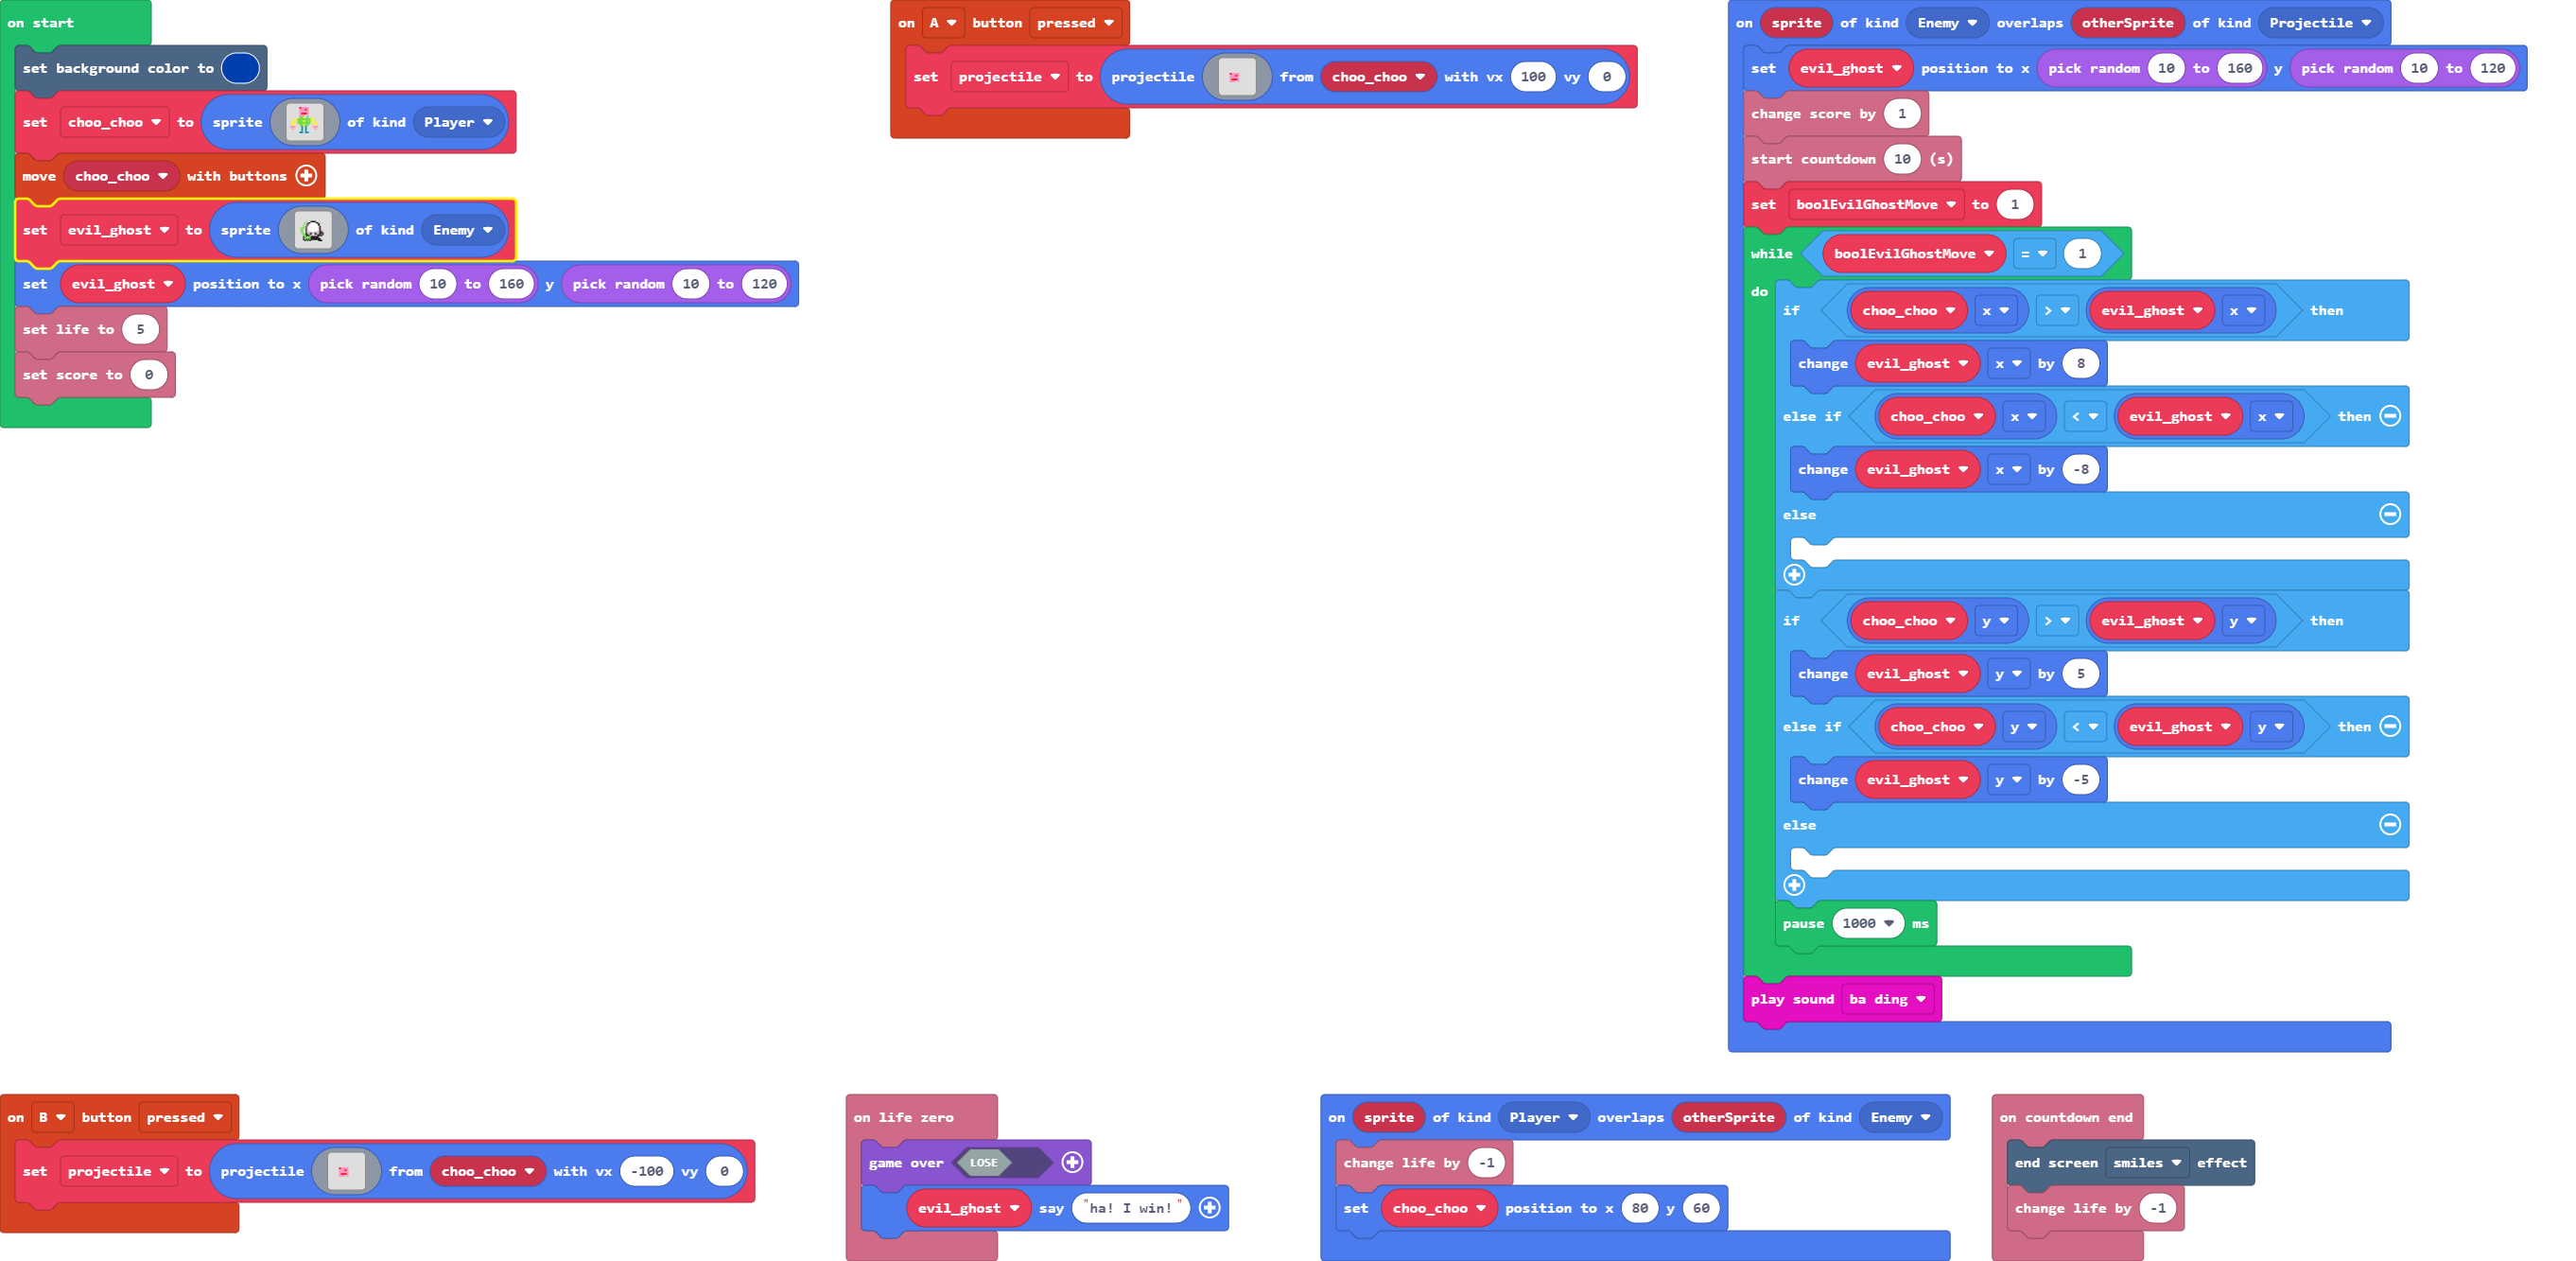 on start
set background color to
set choo_choo to sprite of kind Player
move choo_choo with buttons
set evil_ghost to sprite of kind Enemy
set evil_ghost position to x pick random 10 to 160 y pick random 10 to 120
set life to 5
set score to 0
on A button pressed
set projectile to projectile from choo_choo with vx 100 vy 0
on sprite of kind Enemy overlaps otherSprite of kind Projectile
set evil_ghost position to x pick random 10 to 160 y pick random 10 to 120
change score by 1
start countdown 10 (s)
set boolEvilGhostMove to 1
while boolEvilGhostMove = 1
do
if choo_choo x > evil_ghost x then
change evil_ghost x by 8
else if choo_choo x < evil_ghost x then
change evil_ghost x by -8
else
if choo_choo y > evil_ghost y then
change evil_ghost y by 5
else if choo_choo y < evil_ghost y then
change evil_ghost y by -5
else
pause 1000 ms
play sound ba ding
on B button pressed
set projectile to projectile from choo_choo with vx -100 vy 0
on life zero
game over LOSE
evil_ghost say "ha! I win!"
on sprite of kind Player overlaps otherSprite of kind Enemy
change life by -1
set choo_choo position to x 80 y 60
on countdown end
end screen smiles effect
change life by -1